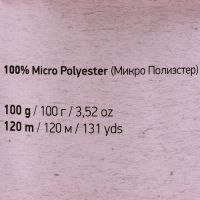 100% Micro Polyester (Микро Полиэстер)
100 g / 100 г / 3,52 oz
120 m / 120 м / 131 yds